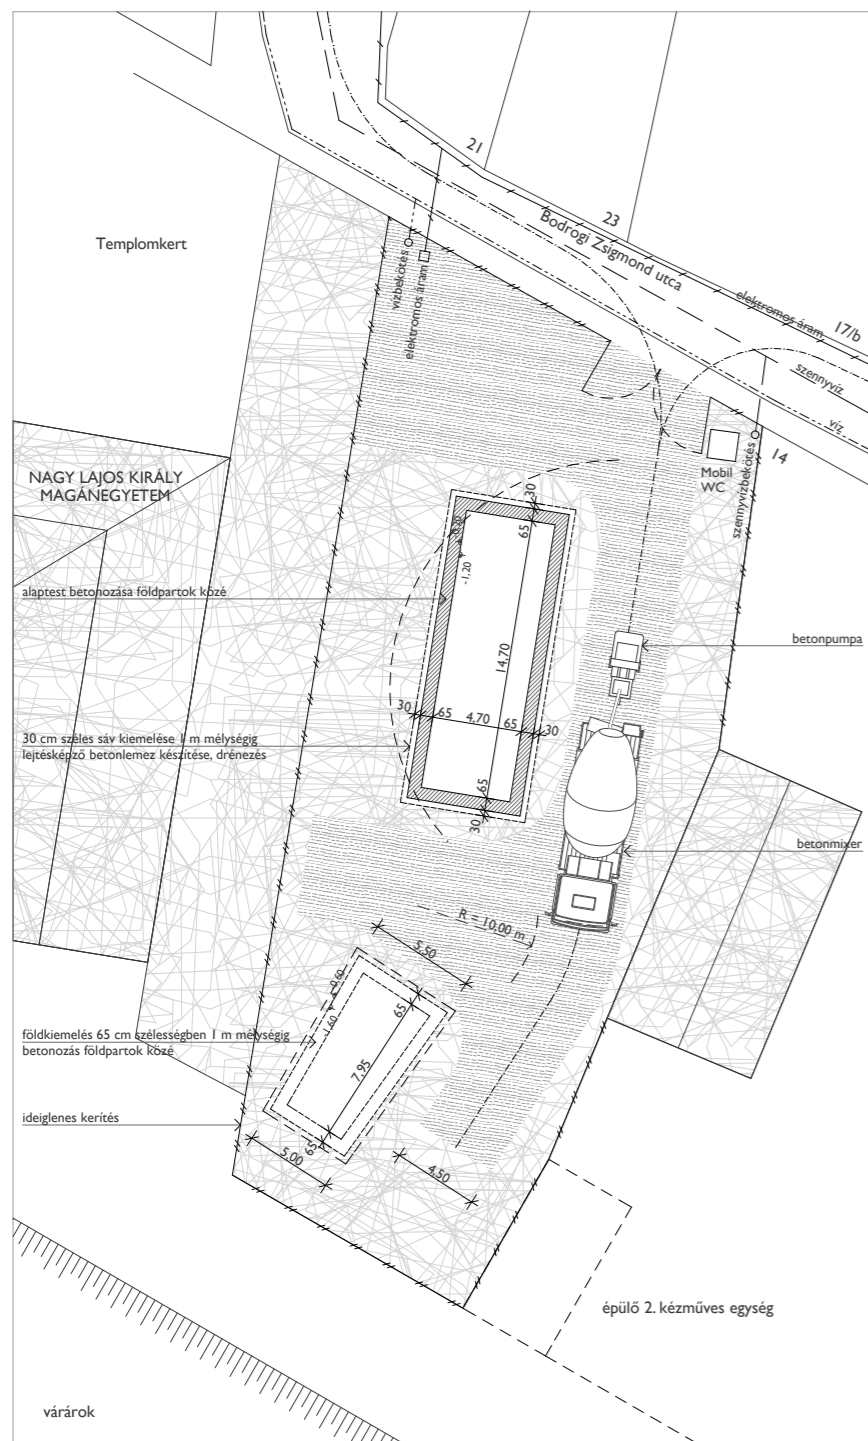 21
23
Bodrogi Zsigmond utca
elektromos áram
17/b
szennyvíz
víz
14
Templomkert
vízbekötés
elektromos áram
Mobil
WC
szennyvízbekötés
NAGY LAJOS KIRÁLY
MAGÁNEGYETEM
30
65
-0,20
-1,20
alaptest betonozása földpartok közé
betonpumpa
14,70
30
65
4,70
65
30
30 cm széles sáv kiemelése 1 m mélységig
lejtésképző betonlemez készítése, drénezés
65
30
betonmixer
R = 10,00 m
5,50
-0,60
-1,60
65
földkiemelés 65 cm szélességben 1 m mélységig
betonozás földpartok közé
7,95
ideiglenes kerítés
65
5,00
4,50
épülő 2. kézműves egység
várárok